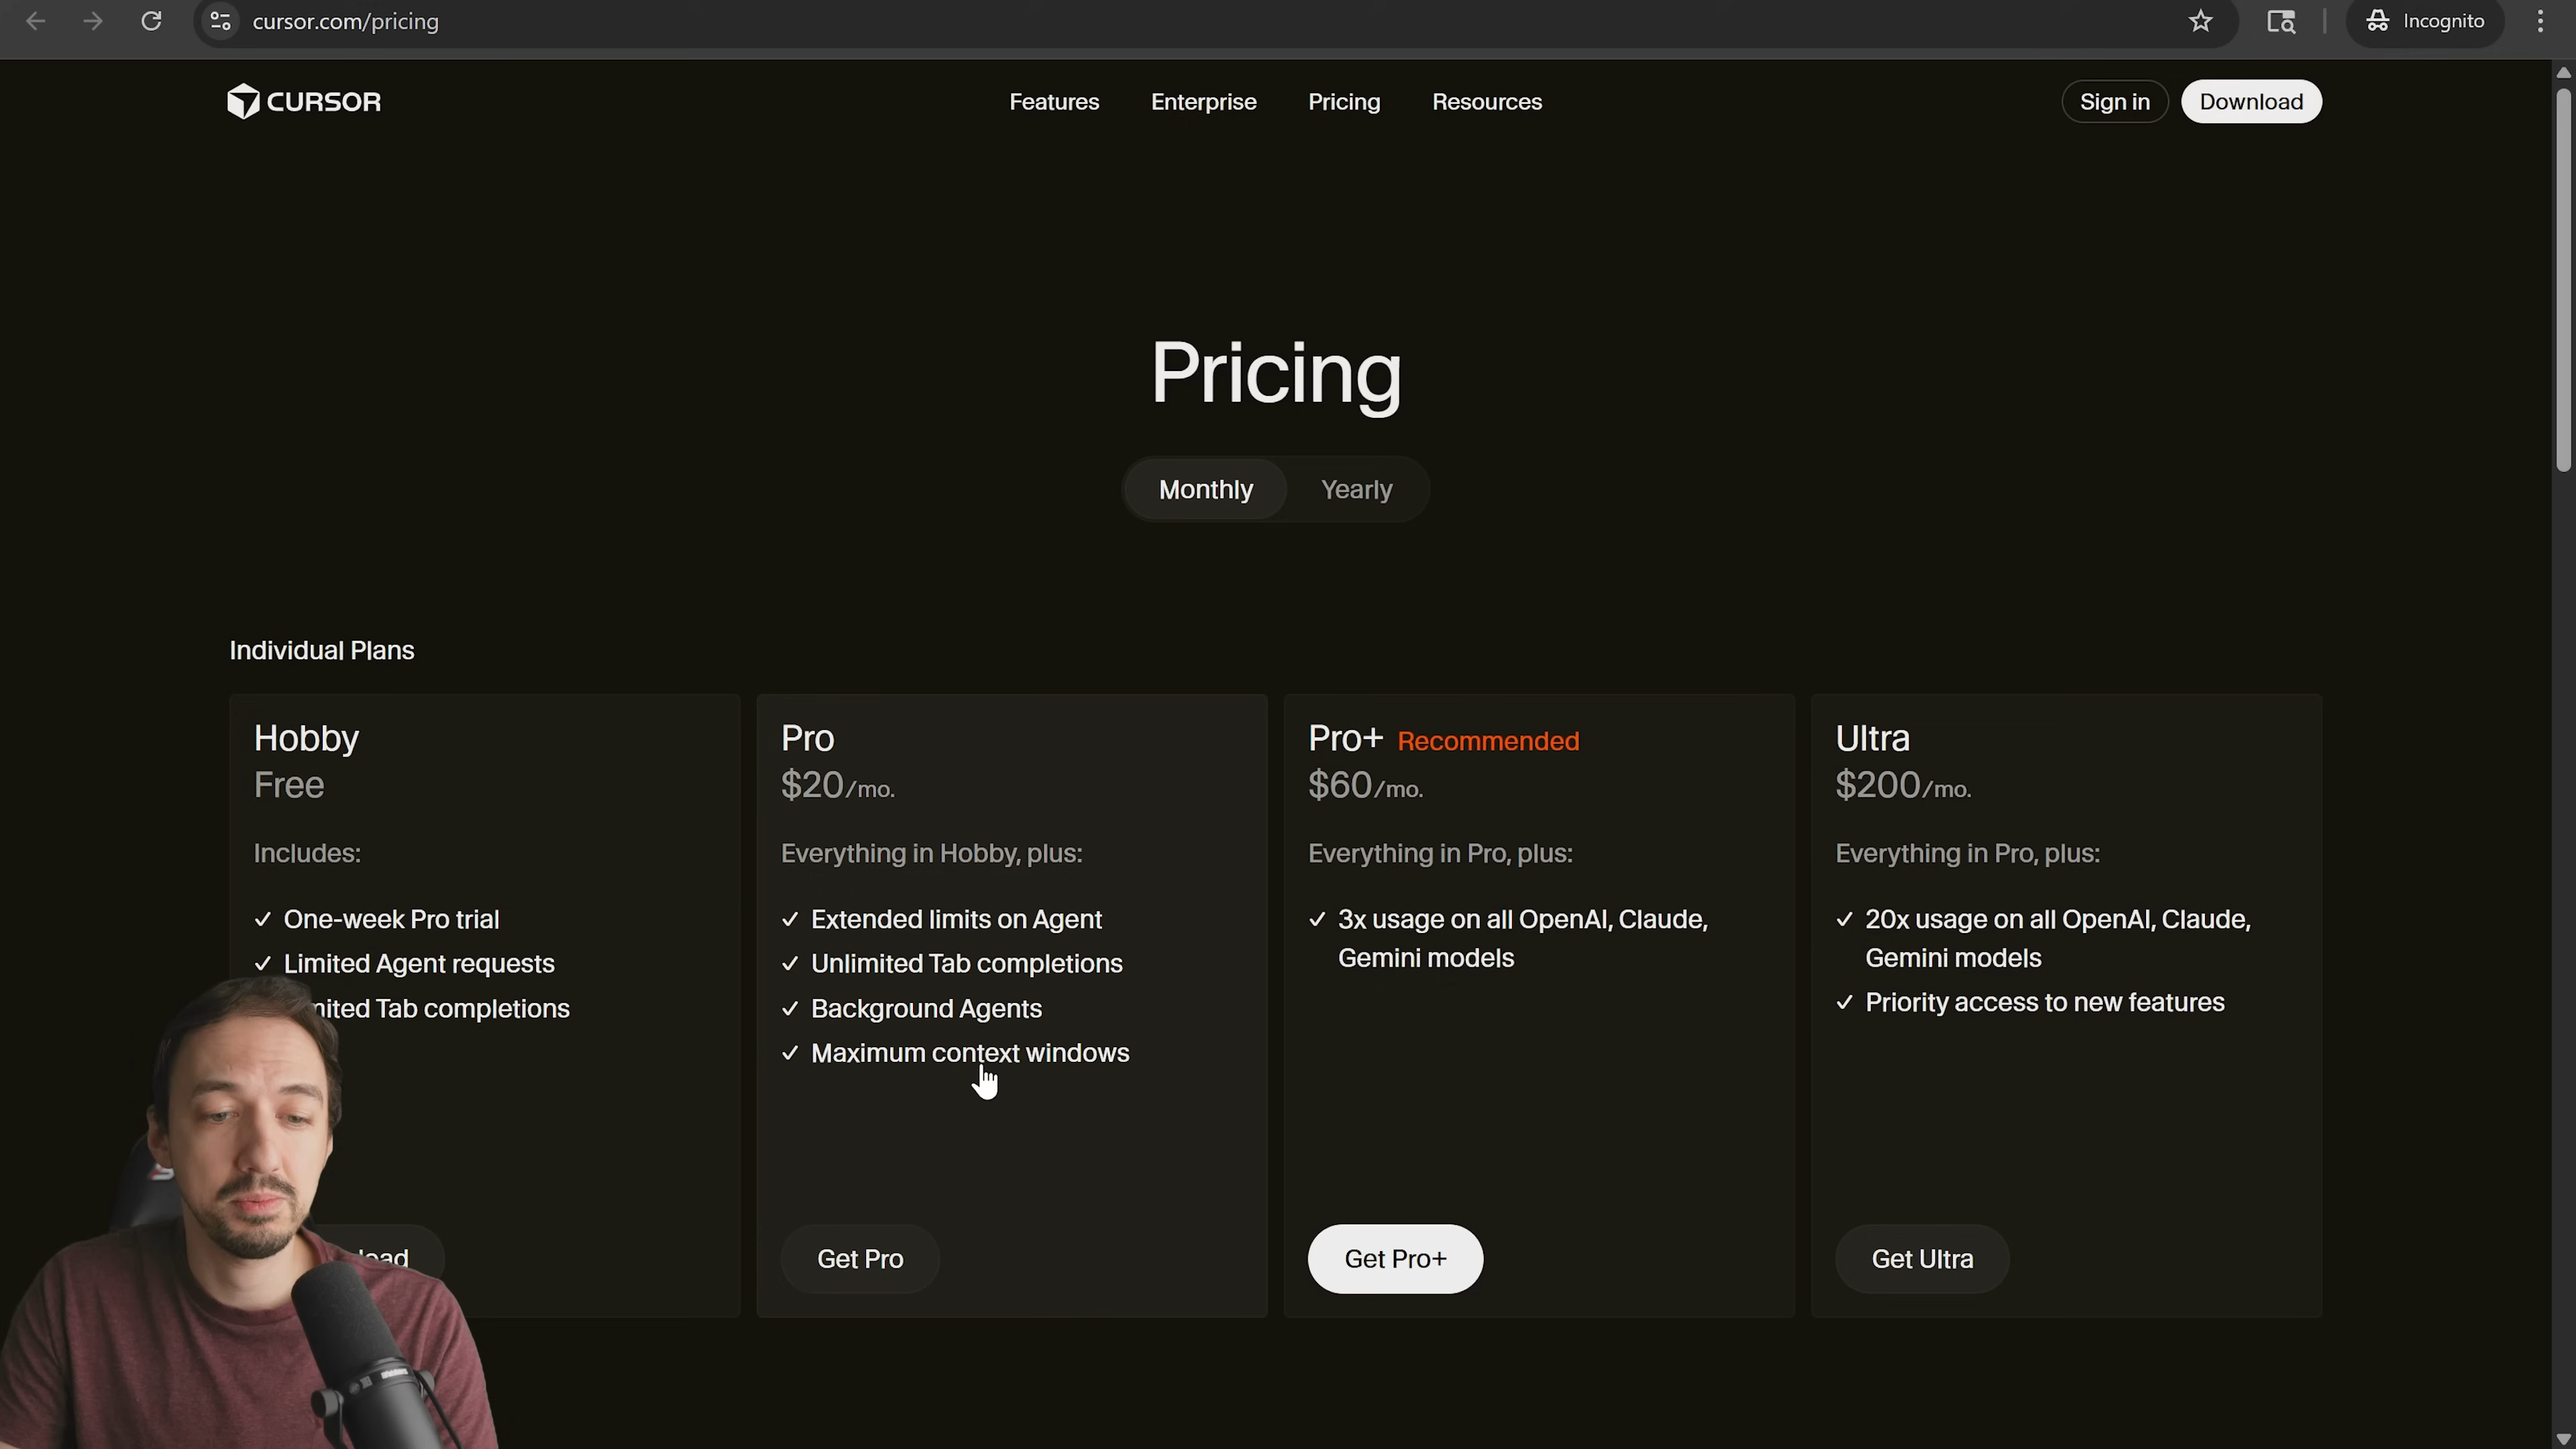 cursor.com/pricing
Incognito
CURSOR
Features
Enterprise
Pricing
Resources
Sign in
Download
Pricing
Monthly
Yearly
Individual Plans
Hobby
Free
Includes:
✓ One-week Pro trial
✓ Limited Agent requests
Tab completions
Pro
$20/mo.
Everything in Hobby, plus:
✓ Extended limits on Agent
✓ Unlimited Tab completions
✓ Background Agents
✓ Maximum context windows
Get Pro
Pro+ Recommended
$60/mo.
Everything in Pro, plus:
✓ 3x usage on all OpenAI, Claude,
Gemini models
Get Pro+
Ultra
$200/mo.
Everything in Pro, plus:
✓ 20x usage on all OpenAI, Claude,
Gemini models
✓ Priority access to new features
Get Ultra